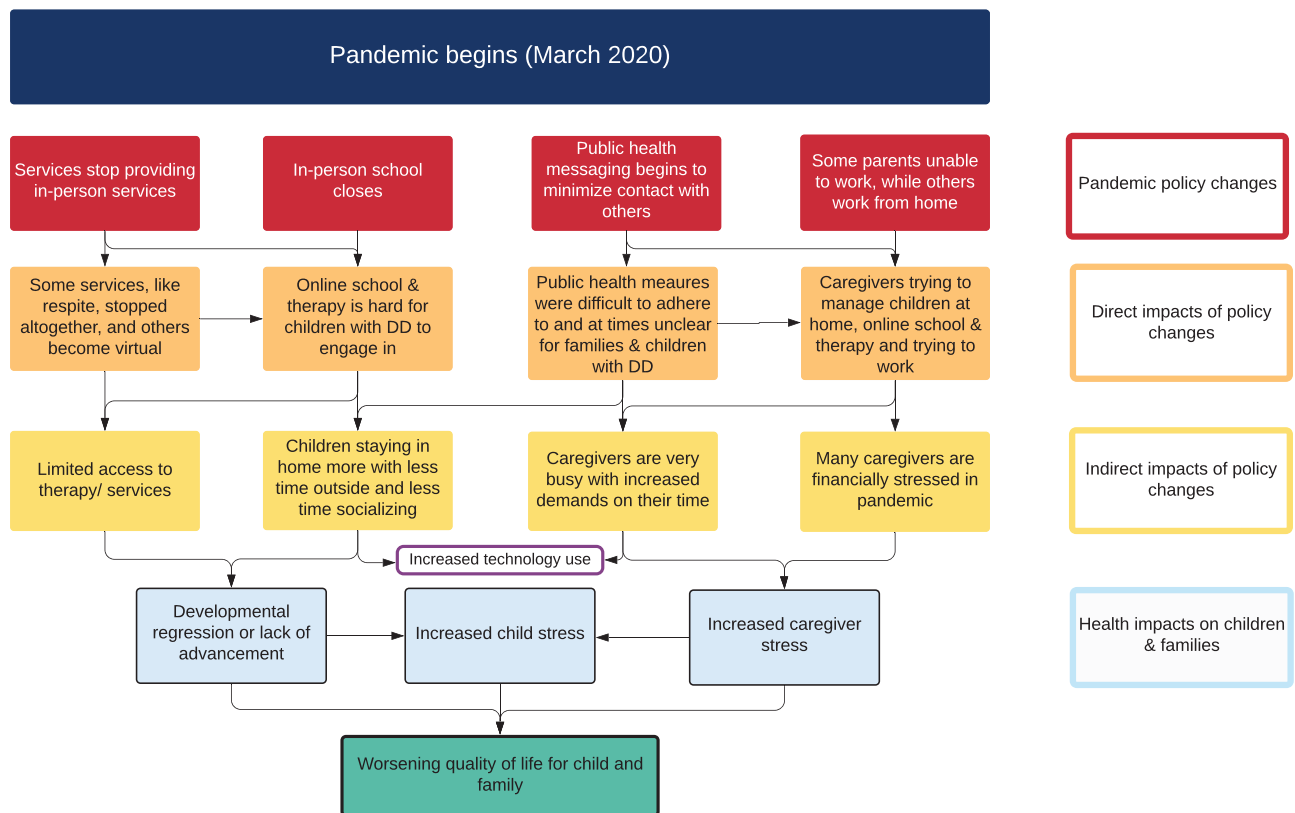 Pandemic begins (March 2020)
Services stop providing
in-person services
In-person school
closes
Public health
messaging begins to
minimize contact with
others
Some parents unable
to work, while others
work from home
Pandemic policy changes
Some services, like
respite, stopped
altogether, and others
become virtual
Online school &
therapy is hard for
children with DD to
engage in
Public health meaures
were difficult to adhere
to and at times unclear
for families & children
with DD
Caregivers trying to
manage children at
home, online school &
therapy and trying to
work
Direct impacts of policy
changes
Limited access to
therapy/ services
Children staying in
home more with less
time outside and less
time socializing
Caregivers are very
busy with increased
demands on their time
Many caregivers are
financially stressed in
pandemic
Indirect impacts of policy
changes
Increased technology use
Developmental
regression or lack of
advancement
Increased child stress
Increased caregiver
stress
Health impacts on children
& families
Worsening quality of life for child and
family